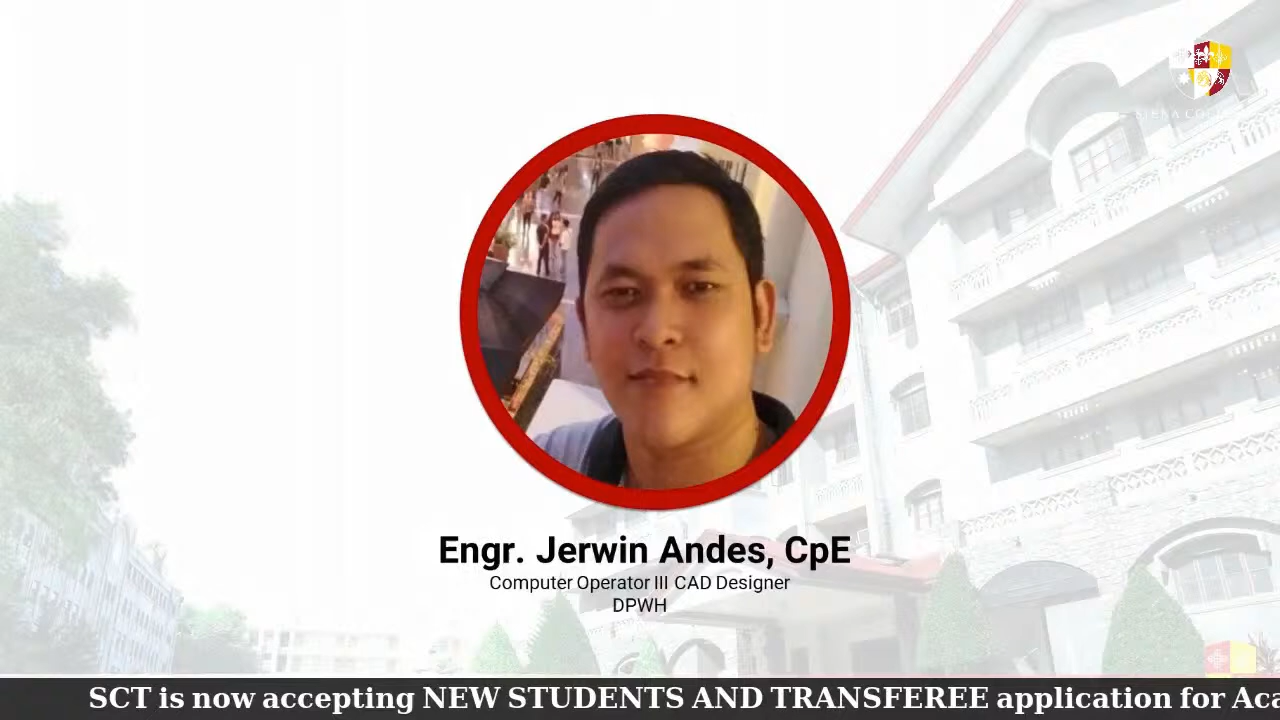 Engr. Jerwin Andes, CpE
Computer Operator III CAD Designer
DPWH
SCT is now accepting NEW STUDENTS AND TRANSFEREE application for Aca